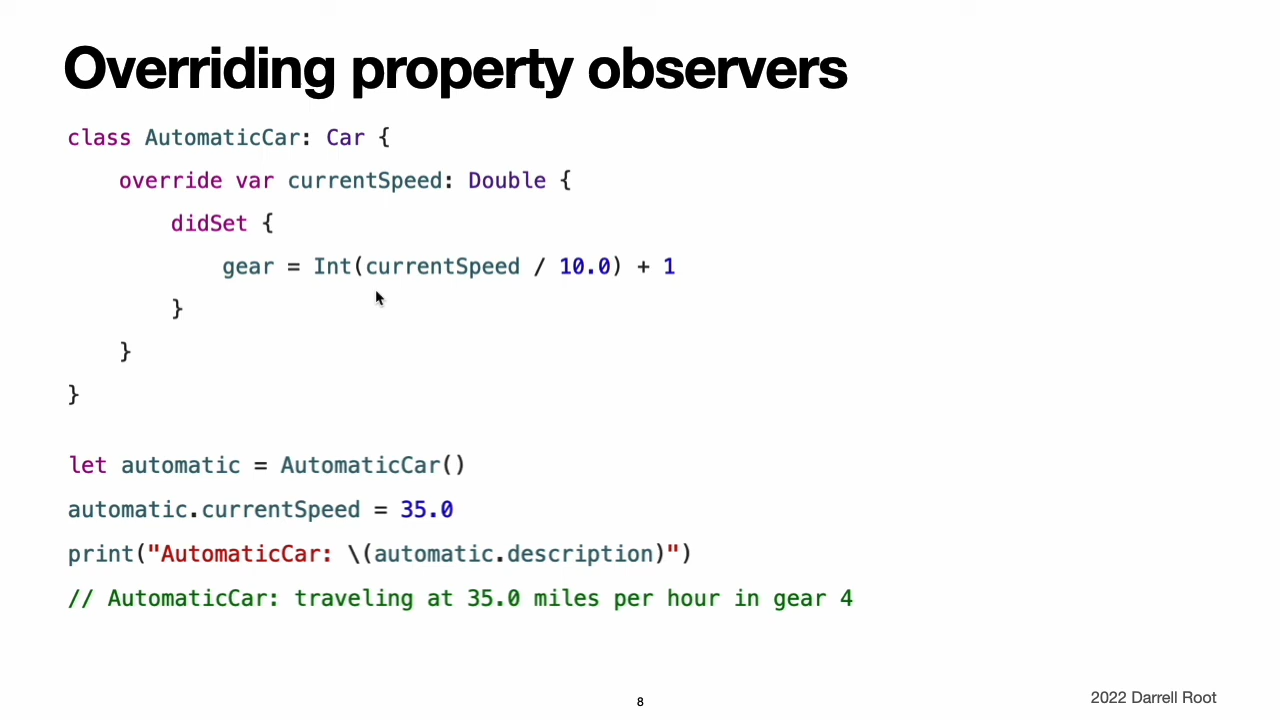 Overriding property observers
class AutomaticCar: Car {
    override var currentSpeed: Double {
        didSet {
            gear = Int(currentSpeed / 10.0) + 1
        }
    }
}
let automatic = AutomaticCar()
automatic.currentSpeed = 35.0
print("AutomaticCar: \(automatic.description)")
// AutomaticCar: traveling at 35.0 miles per hour in gear 4
8
2022 Darrell Root